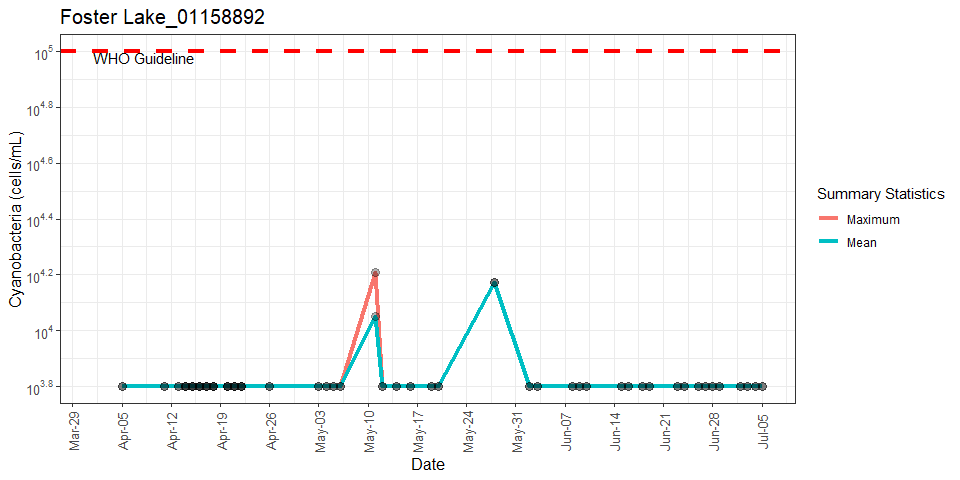 Foster Lake_01158892
Cyanobacteria (cells/mL)
10^5
10^4.8
10^4.6
10^4.4
10^4.2
10^4
10^3.8
WHO Guideline
Mar-29
Apr-05
Apr-12
Apr-19
Apr-26
May-03
May-10
May-17
May-24
May-31
Jun-07
Jun-14
Jun-21
Jun-28
Jul-05
Date
Summary Statistics
Maximum
Mean